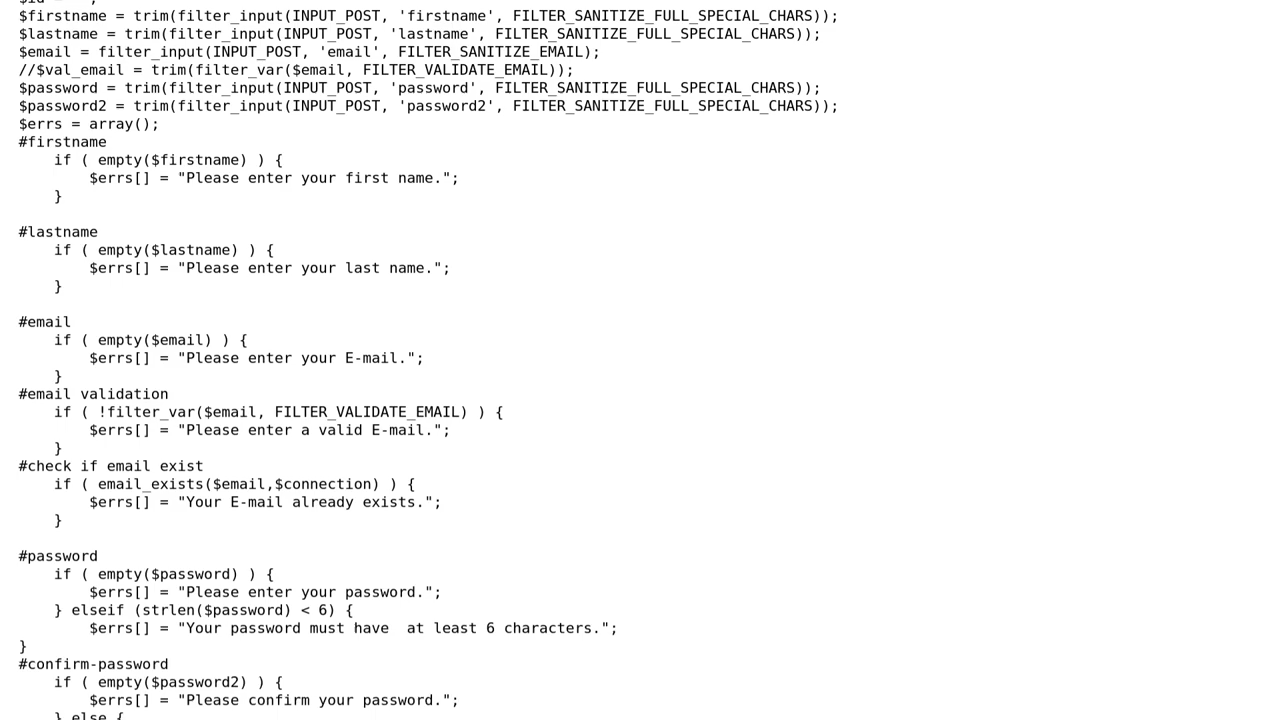 $firstname = trim(filter_input(INPUT_POST, 'firstname', FILTER_SANITIZE_FULL_SPECIAL_CHARS));
$lastname = trim(filter_input(INPUT_POST, 'lastname', FILTER_SANITIZE_FULL_SPECIAL_CHARS));
$email = filter_input(INPUT_POST, 'email', FILTER_SANITIZE_EMAIL);
//$val_email = trim(filter_var($email, FILTER_VALIDATE_EMAIL));
$password = trim(filter_input(INPUT_POST, 'password', FILTER_SANITIZE_FULL_SPECIAL_CHARS));
$password2 = trim(filter_input(INPUT_POST, 'password2', FILTER_SANITIZE_FULL_SPECIAL_CHARS));
$errs = array();
#firstname
    if ( empty($firstname) ) {
        $errs[] = "Please enter your first name.";
    }

#lastname
    if ( empty($lastname) ) {
        $errs[] = "Please enter your last name.";
    }

#email
    if ( empty($email) ) {
        $errs[] = "Please enter your E-mail.";
    }
#email validation
    if ( !filter_var($email, FILTER_VALIDATE_EMAIL) ) {
        $errs[] = "Please enter a valid E-mail.";
    }
#check if email exist
    if ( email_exists($email,$connection) ) {
        $errs[] = "Your E-mail already exists.";
    }

#password
    if ( empty($password) ) {
        $errs[] = "Please enter your password.";
    } elseif (strlen($password) < 6) {
        $errs[] = "Your password must have  at least 6 characters.";
}
#confirm-password
    if ( empty($password2) ) {
        $errs[] = "Please confirm your password.";
    } else {